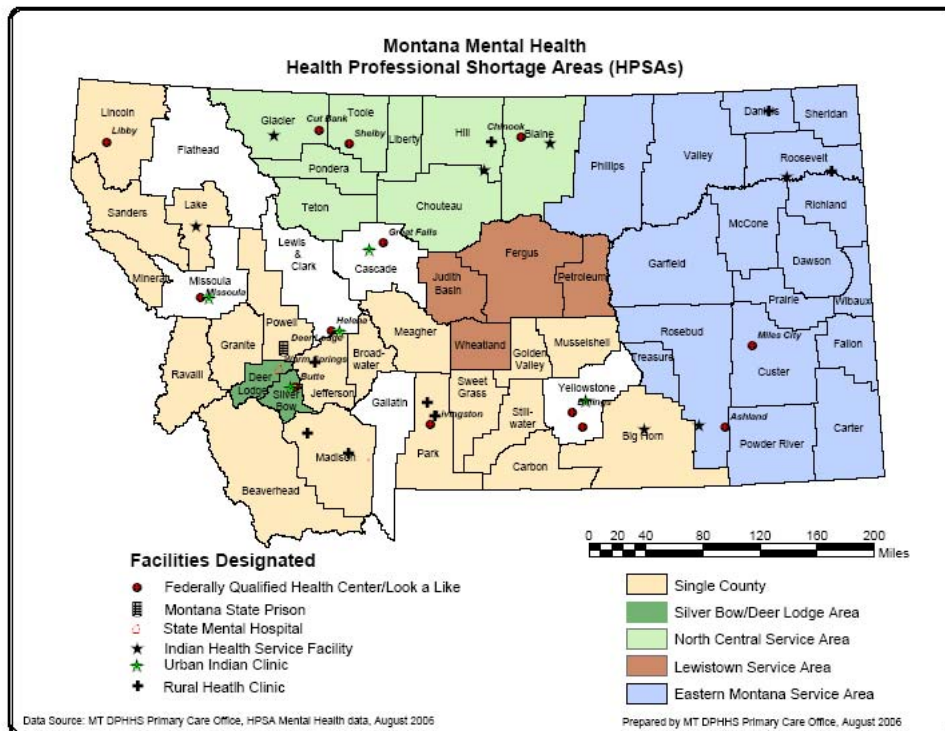 Montana Mental Health
Health Professional Shortage Areas (HPSAs)
Lincoln
Libby
Flathead
Glacier
Cut Bank
Toole
Shelby
Liberty
Hill
Chinook
Blaine
Phillips
Valley
Daniels
Sheridan
Roosevelt
Pondera
Teton
Chouteau
Sanders
Lake
Richland
McCone
Lewis
& Clark
Great Falls
Cascade
Fergus
Judith
Basin
Petroleum
Garfield
Dawson
Mineral
Missoula
Missoula
Prairie
Wibaux
Powell
Helena
Deer Lodge
Meagher
Wheatland
Golden
Valley
Musselshell
Rosebud
Treasure
Miles City
Custer
Fallon
Granite
Ravalli
Warm Springs
Broad-
water
Deer
Lodge
Butte
Silver
Bow
Jefferson
Gallatin
Sweet
Grass
Yellowstone
Billings
Livingston
Still-
water
Park
Big Horn
Ashland
Powder River
Carter
Madison
Carbon
Beaverhead
0 20 40 80 120 160 200
Miles
Facilities Designated
Federally Qualified Health Center/Look a Like
Montana State Prison
State Mental Hospital
Indian Health Service Facility
Urban Indian Clinic
Rural Heatlh Clinic
Single County
Silver Bow/Deer Lodge Area
North Central Service Area
Lewistown Service Area
Eastern Montana Service Area
Data Source: MT DPHHS Primary Care Office, HPSA Mental Health data, August 2006
Prepared by MT DPHHS Primary Care Office, August 2006